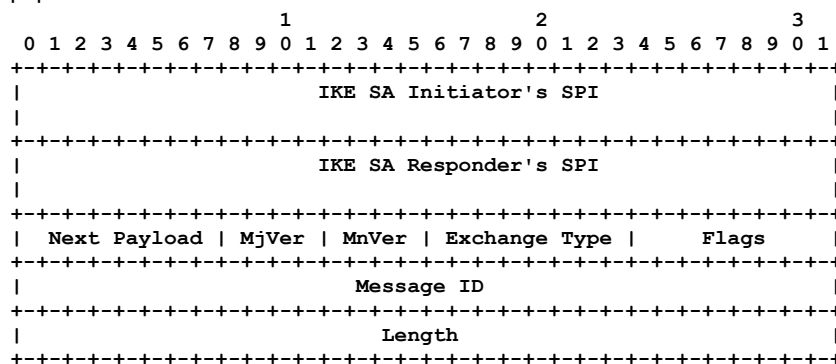 1                   2                   3
 0 1 2 3 4 5 6 7 8 9 0 1 2 3 4 5 6 7 8 9 0 1 2 3 4 5 6 7 8 9 0 1
+-+-+-+-+-+-+-+-+-+-+-+-+-+-+-+-+-+-+-+-+-+-+-+-+-+-+-+-+-+-+-+-+
|                       IKE SA Initiator's SPI                  |
|                                                               |
+-+-+-+-+-+-+-+-+-+-+-+-+-+-+-+-+-+-+-+-+-+-+-+-+-+-+-+-+-+-+-+-+
|                       IKE SA Responder's SPI                  |
|                                                               |
+-+-+-+-+-+-+-+-+-+-+-+-+-+-+-+-+-+-+-+-+-+-+-+-+-+-+-+-+-+-+-+-+
|  Next Payload | MjVer | MnVer | Exchange Type |     Flags     |
+-+-+-+-+-+-+-+-+-+-+-+-+-+-+-+-+-+-+-+-+-+-+-+-+-+-+-+-+-+-+-+-+
|                          Message ID                           |
+-+-+-+-+-+-+-+-+-+-+-+-+-+-+-+-+-+-+-+-+-+-+-+-+-+-+-+-+-+-+-+-+
|                            Length                             |
+-+-+-+-+-+-+-+-+-+-+-+-+-+-+-+-+-+-+-+-+-+-+-+-+-+-+-+-+-+-+-+-+